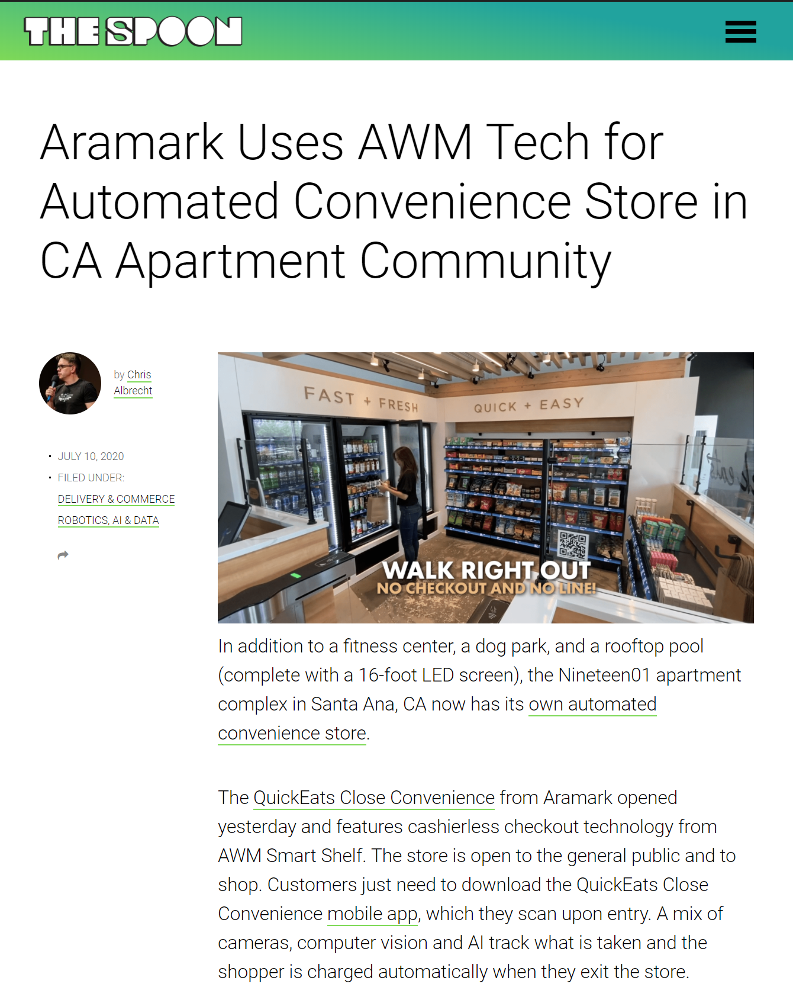 THE SPOON
Aramark Uses AWM Tech for
Automated Convenience Store in
CA Apartment Community
by Chris
Albrecht
JULY 10, 2020
FILED UNDER:
DELIVERY & COMMERCE
ROBOTICS, AI & DATA
FAST + FRESH
QUICK + EASY
WALK RIGHT OUT
NO CHECKOUT AND NO LINE!
In addition to a fitness center, a dog park, and a rooftop pool
(complete with a 16-foot LED screen), the Nineteen01 apartment
complex in Santa Ana, CA now has its own automated
convenience store.
The QuickEats Close Convenience from Aramark opened
yesterday and features cashierless checkout technology from
AWM Smart Shelf. The store is open to the general public and to
shop. Customers just need to download the QuickEats Close
Convenience mobile app, which they scan upon entry. A mix of
cameras, computer vision and AI track what is taken and the
shopper is charged automatically when they exit the store.